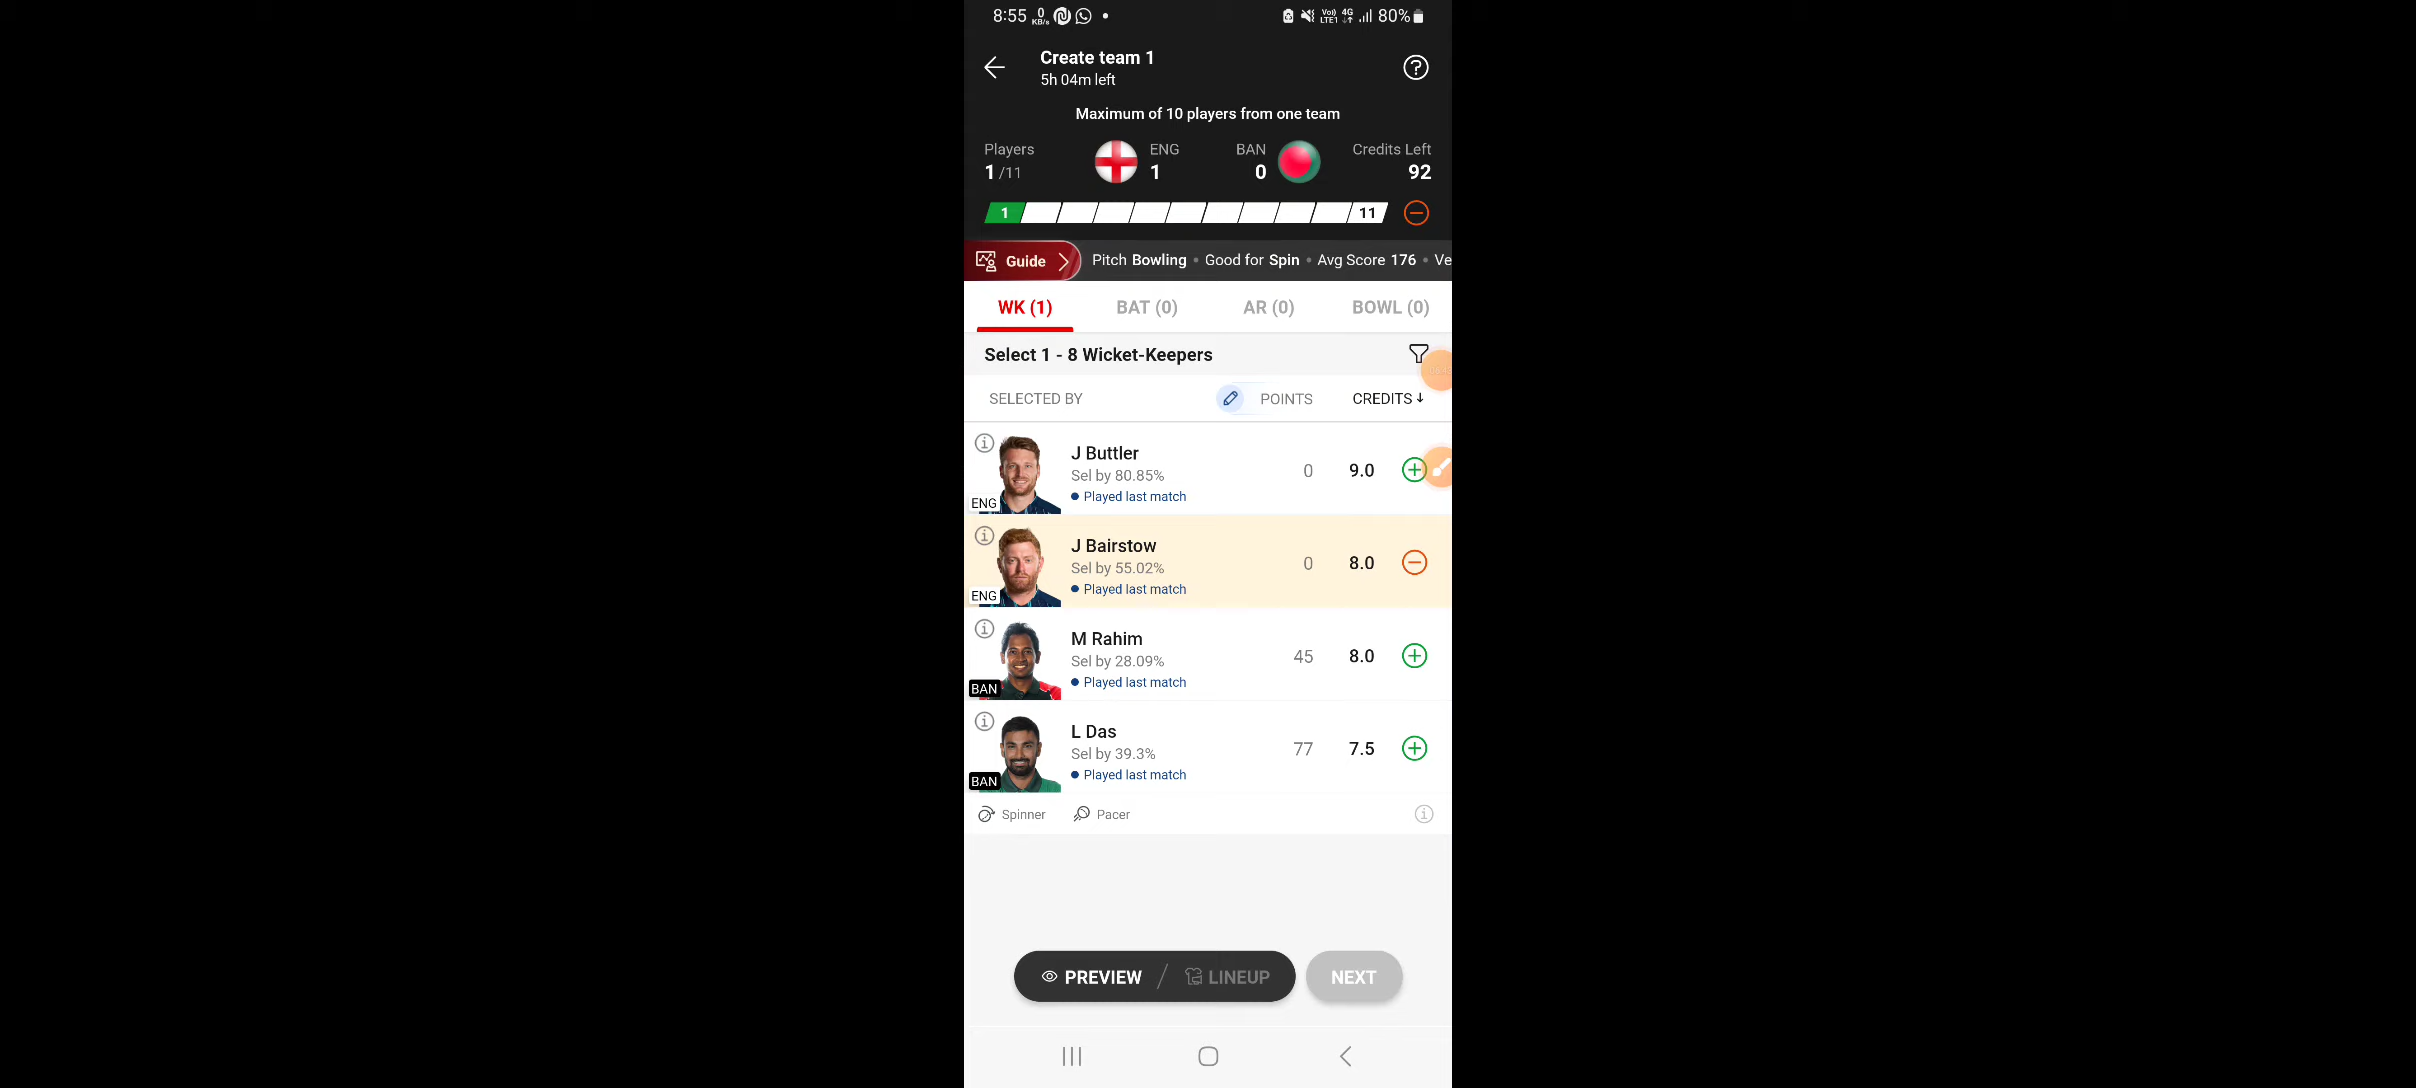 8:55 0 KB/s Vo)) LTE1 4G 80%
Create team 1
5h 04m left
Maximum of 10 players from one team
Players ENG BAN Credits Left
1 /11 1 0 92
1 11
Guide Pitch Bowling • Good for Spin • Avg Score 176 • Ve
WK (1) BAT (0) AR (0) BOWL (0)
Select 1 - 8 Wicket-Keepers
SELECTED BY POINTS CREDITS
J Buttler
Sel by 80.85% 0 9.0
Played last match
ENG
J Bairstow
Sel by 55.02% 0 8.0
Played last match
ENG
M Rahim
Sel by 28.09% 45 8.0
Played last match
BAN
L Das
Sel by 39.3% 77 7.5
Played last match
BAN
Spinner Pacer
PREVIEW / LINEUP NEXT